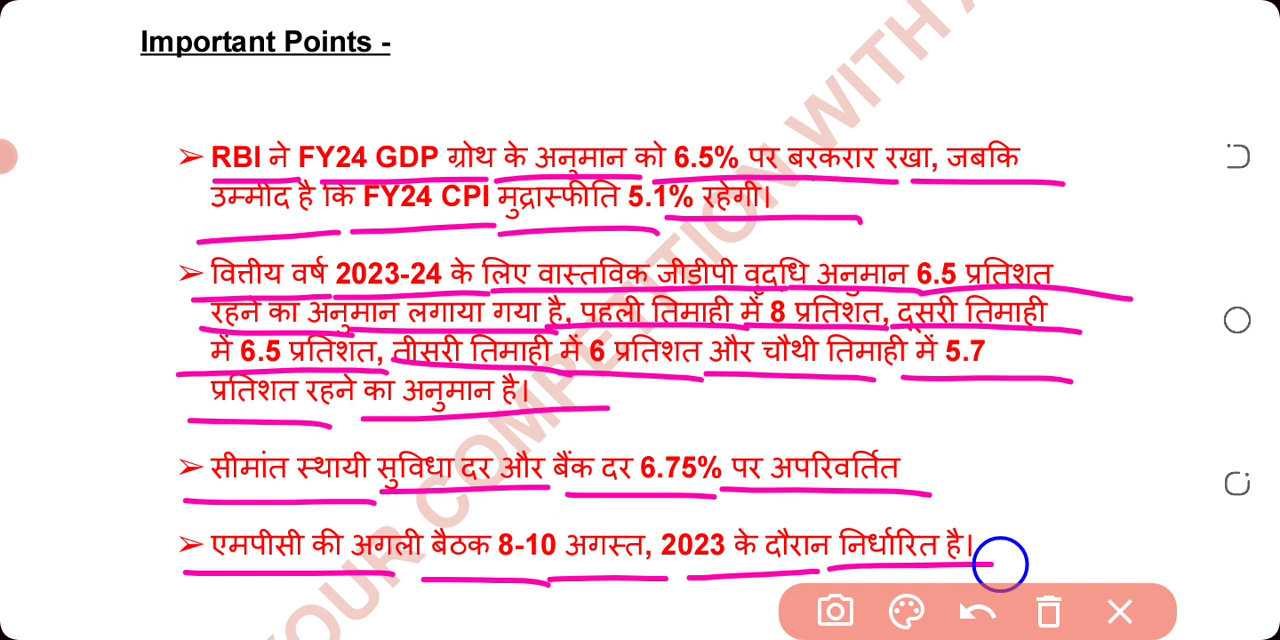 Important Points -
➢ RBI ने FY24 GDP ग्रोथ के अनुमान को 6.5% पर बरकरार रखा, जबकि
उम्मीद है कि FY24 CPI मुद्रास्फीति 5.1% रहेगी।
➢ वित्तीय वर्ष 2023-24 के लिए वास्तविक जीडीपी वृद्धि अनुमान 6.5 प्रतिशत
रहने का अनुमान लगाया गया है, पहली तिमाही में 8 प्रतिशत, दूसरी तिमाही
में 6.5 प्रतिशत, तीसरी तिमाही में 6 प्रतिशत और चौथी तिमाही में 5.7
प्रतिशत रहने का अनुमान है।
➢ सीमांत स्थायी सुविधा दर और बैंक दर 6.75% पर अपरिवर्तित
➢ एमपीसी की अगली बैठक 8-10 अगस्त, 2023 के दौरान निर्धारित है।
YOUR COMPETITION WITH